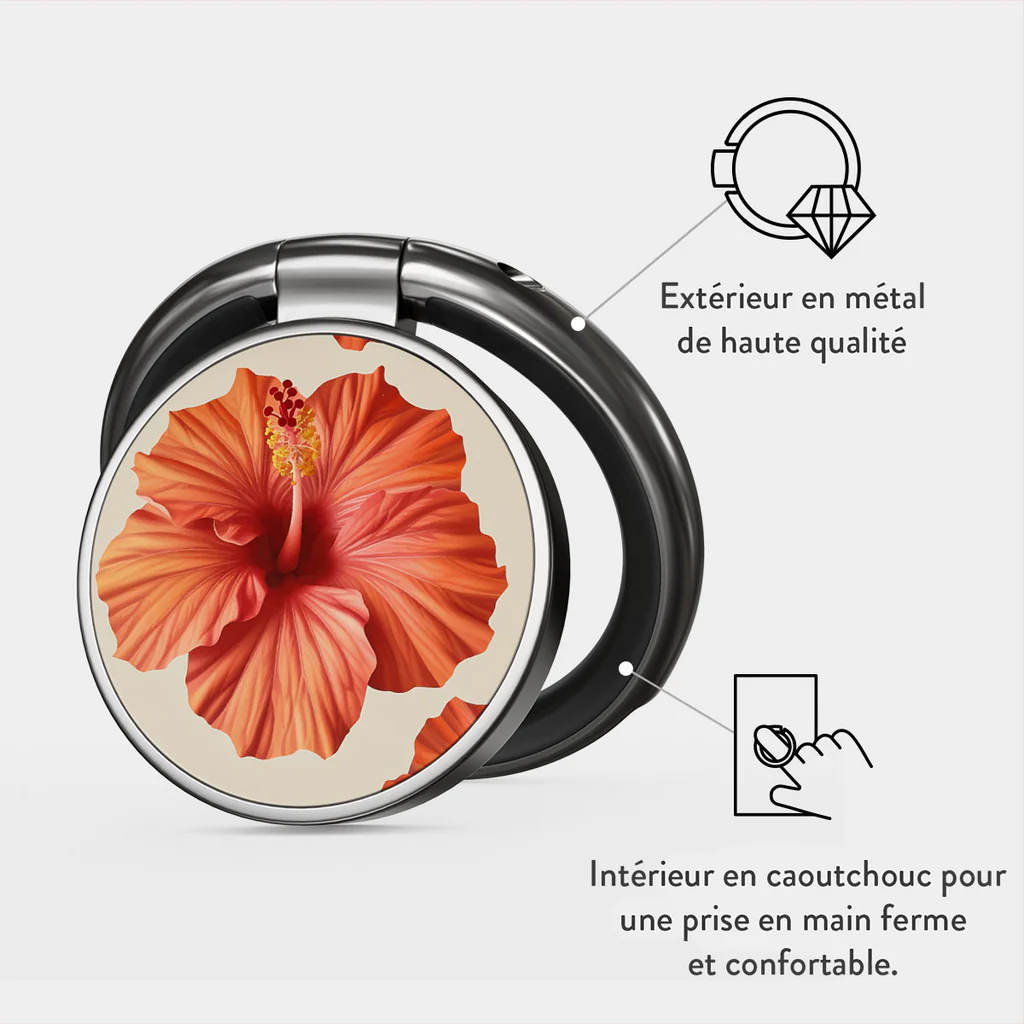 Extérieur en métal
de haute qualité
Intérieur en caoutchouc pour
une prise en main ferme
et confortable.